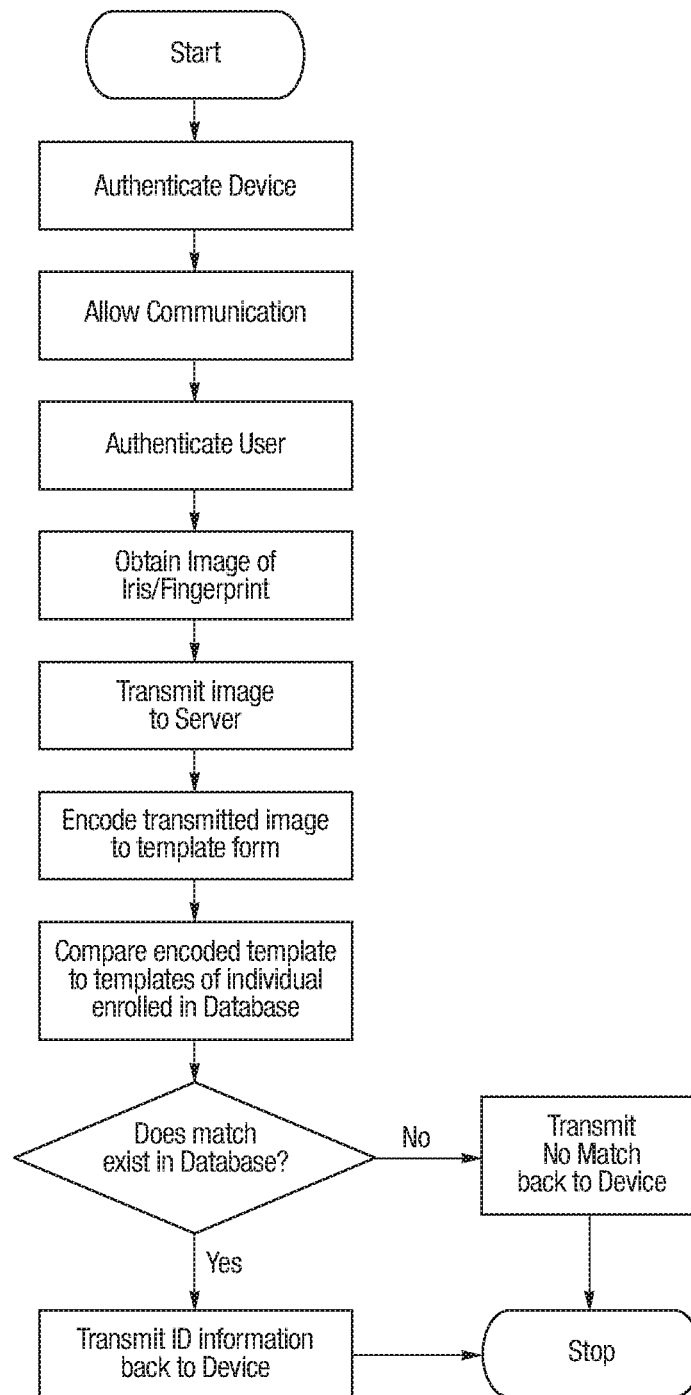 Start
Authenticate Device
Allow Communication
Authenticate User
Obtain Image of
Iris/Fingerprint
Transmit image
to Server
Encode transmitted image
to template form
Compare encoded template
to templates of individual
enrolled in Database
Does match
exist in Database?
No
Transmit
No Match
back to Device
Yes
Transmit ID information
back to Device
Stop